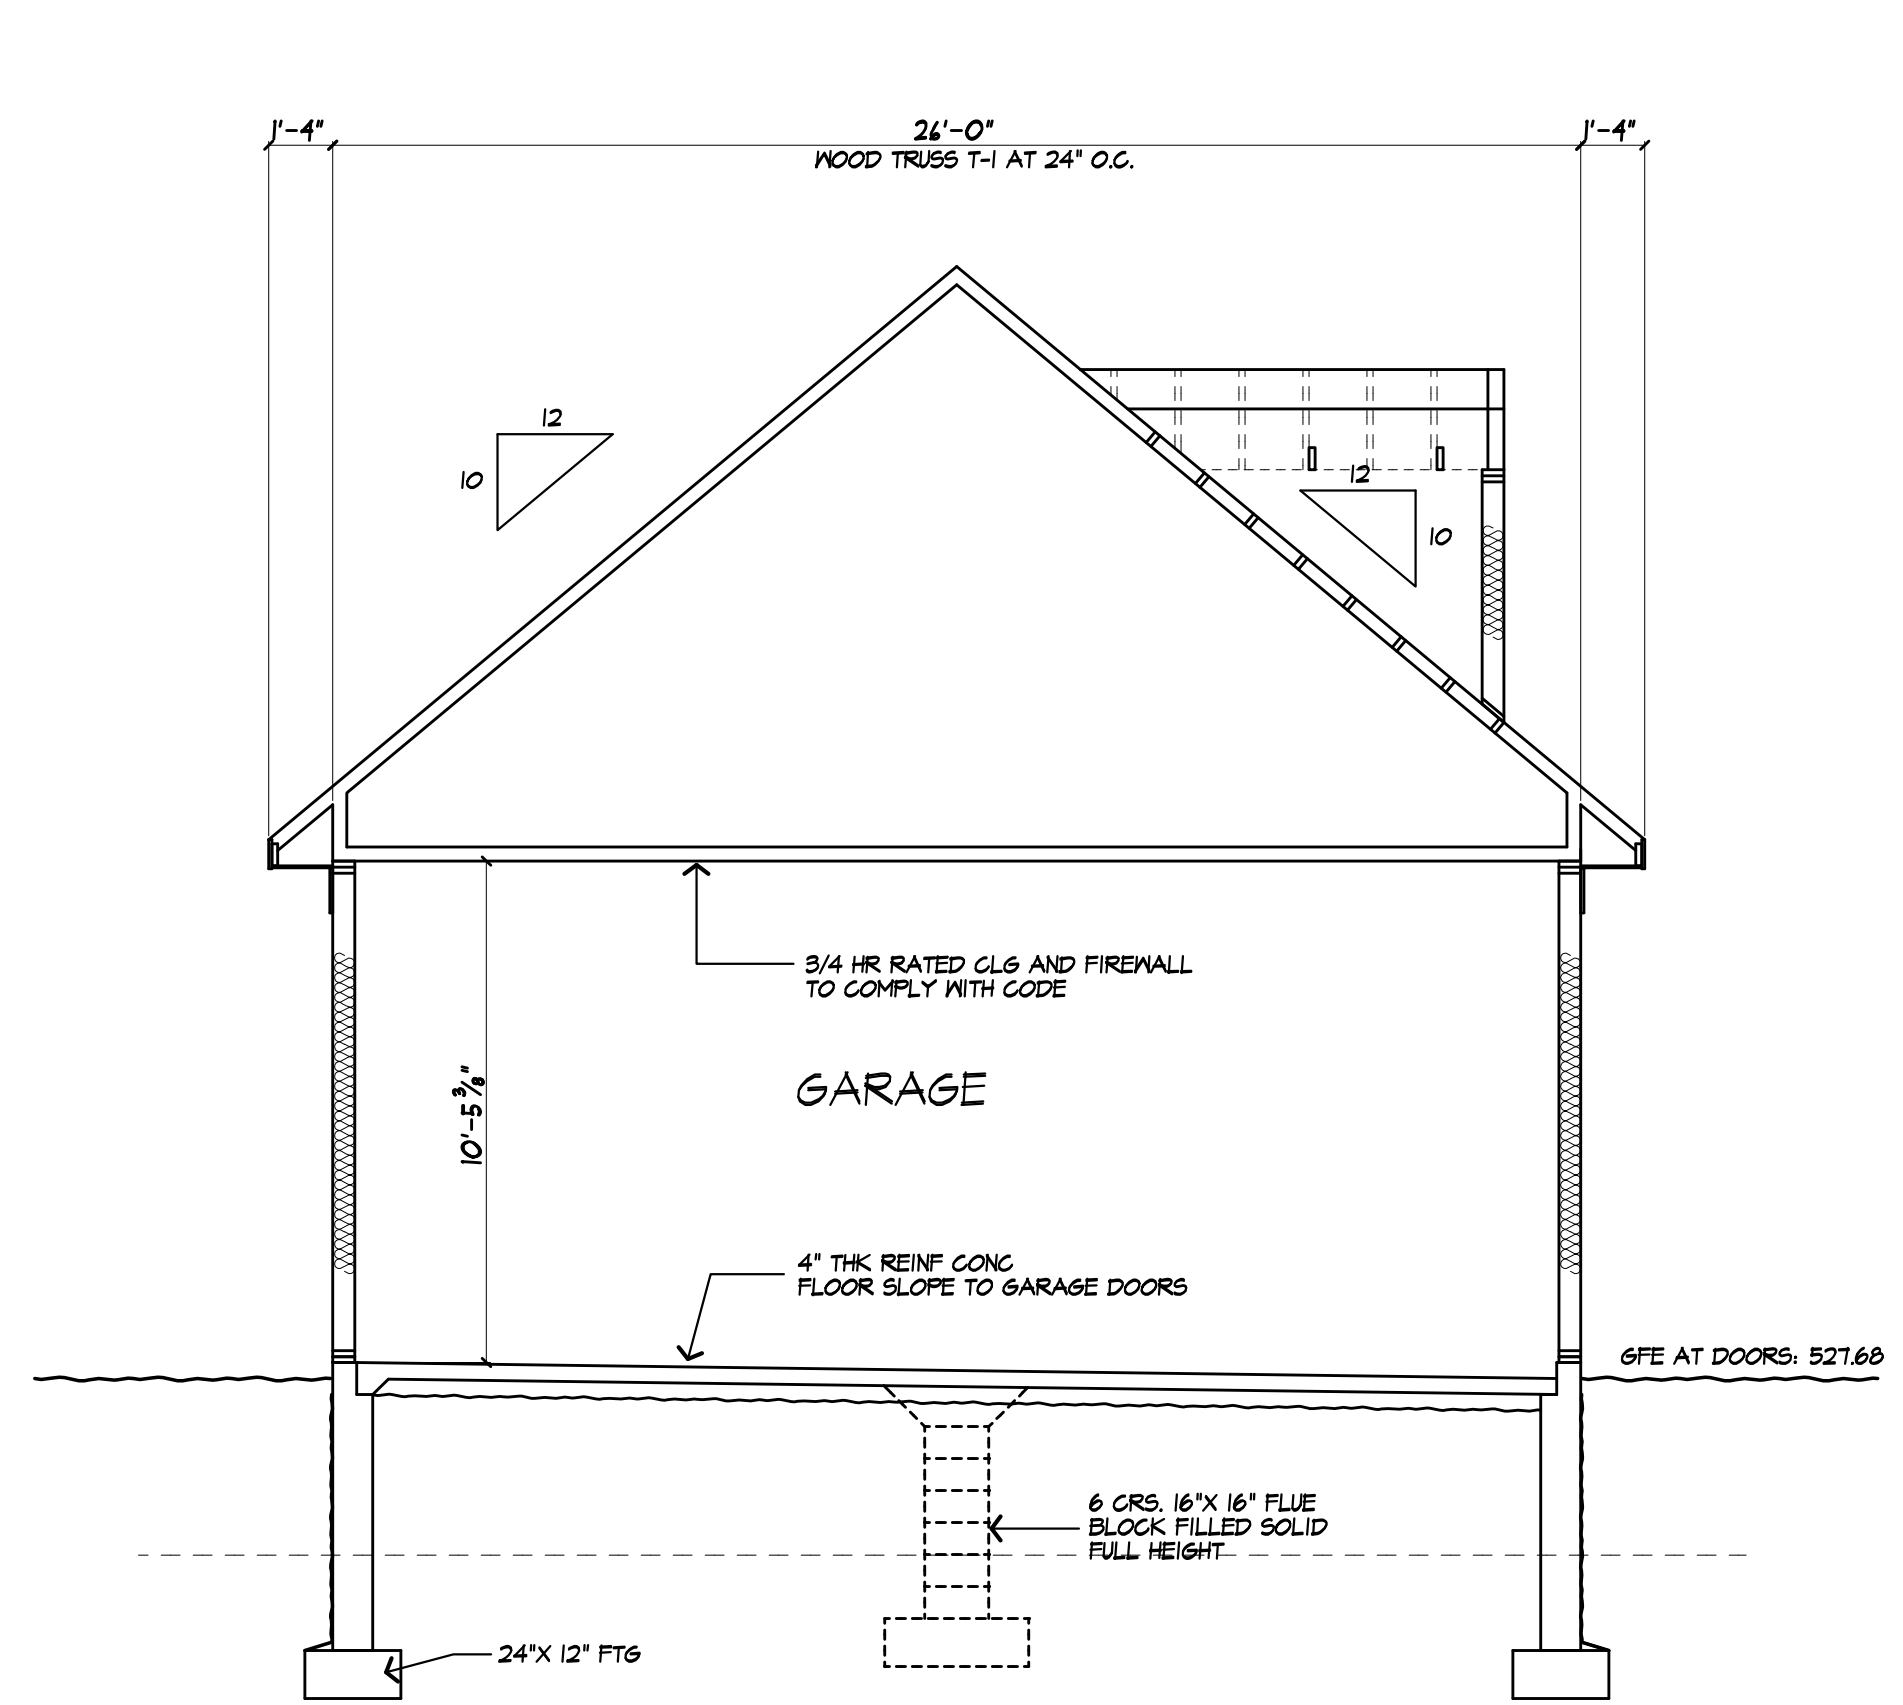 1'-4"
26'-0"
1'-4"
WOOD TRUSS T-1 AT 24" O.C.
12
10
12
10
3/4 HR RATED CLG AND FIREWALL
TO COMPLY WITH CODE
GARAGE
10'-5 3/8"
4" THK REINF CONC
FLOOR SLOPE TO GARAGE DOORS
GFE AT DOORS: 527.68
6 CRS. 16"X 16" FLUE
BLOCK FILLED SOLID
FULL HEIGHT
24"X 12" FTG